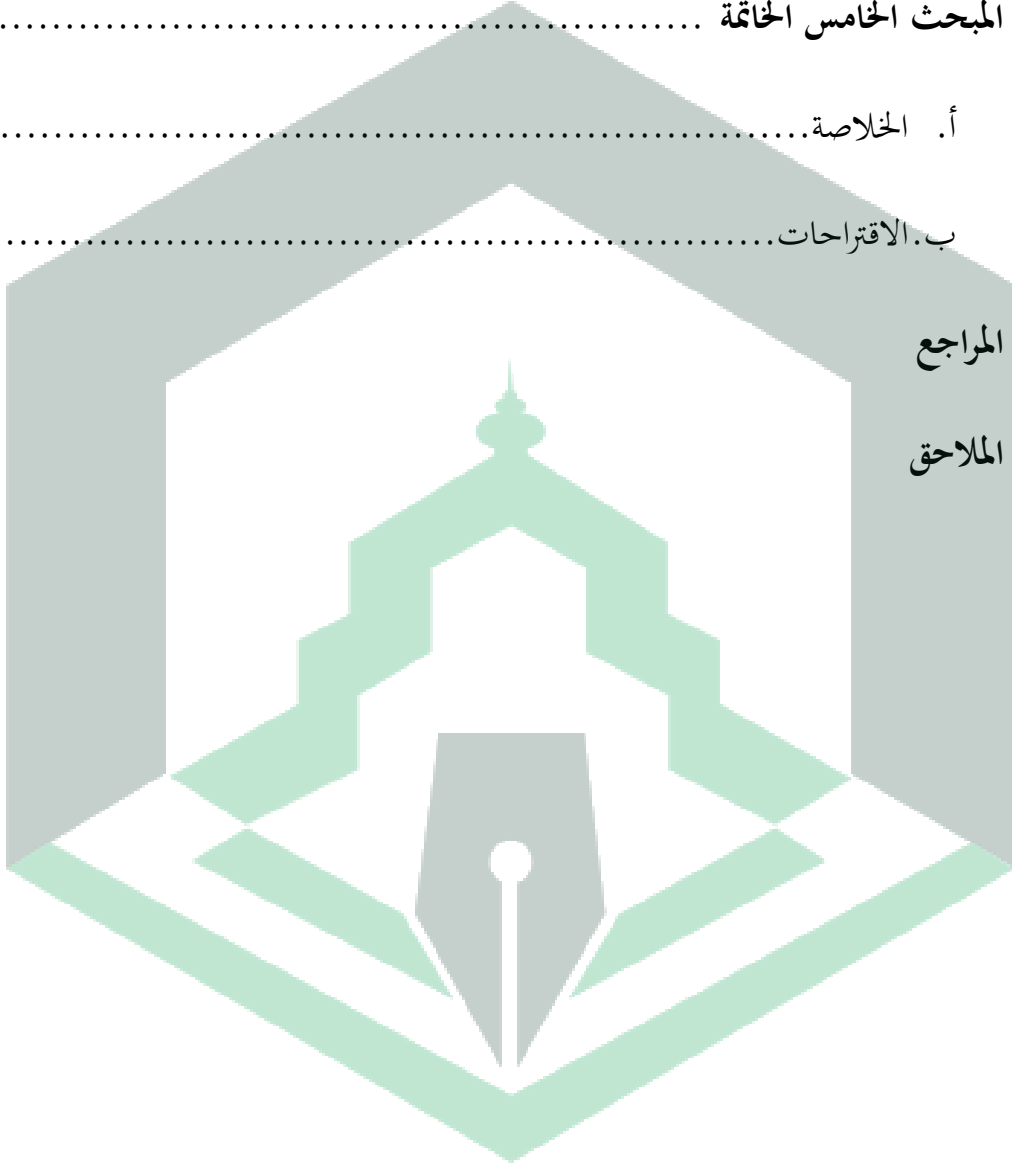 المبحث الخامس الخاتمة ........................................................
أ. الخلاصة.............................................................
ب.الاقتراحات..........................................................
المراجع
الملاحق